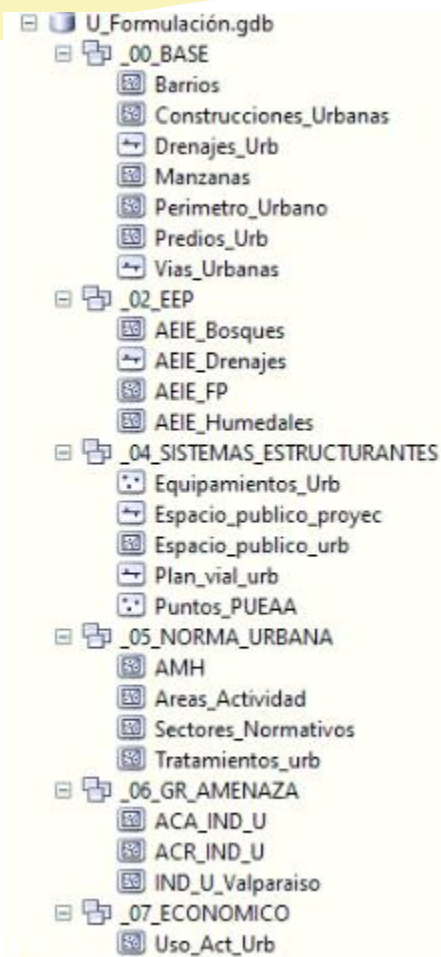 U_Formulación.gdb
_00_BASE
Barrios
Construcciones_Urbanas
Drenajes_Urb
Manzanas
Perimetro_Urbano
Predios_Urb
Vias_Urbanas
_02_EEP
AEIE_Bosques
AEIE_Drenajes
AEIE_FP
AEIE_Humedales
_04_SISTEMAS_ESTRUCTURANTES
Equipamientos_Urb
Espacio_publico_proyec
Espacio_publico_urb
Plan_vial_urb
Puntos_PUEAA
_05_NORMA_URBANA
AMH
Areas_Actividad
Sectores_Normativos
Tratamientos_urb
_06_GR_AMENAZA
ACA_IND_U
ACR_IND_U
IND_U_Valparaiso
_07_ECONOMICO
Uso_Act_Urb